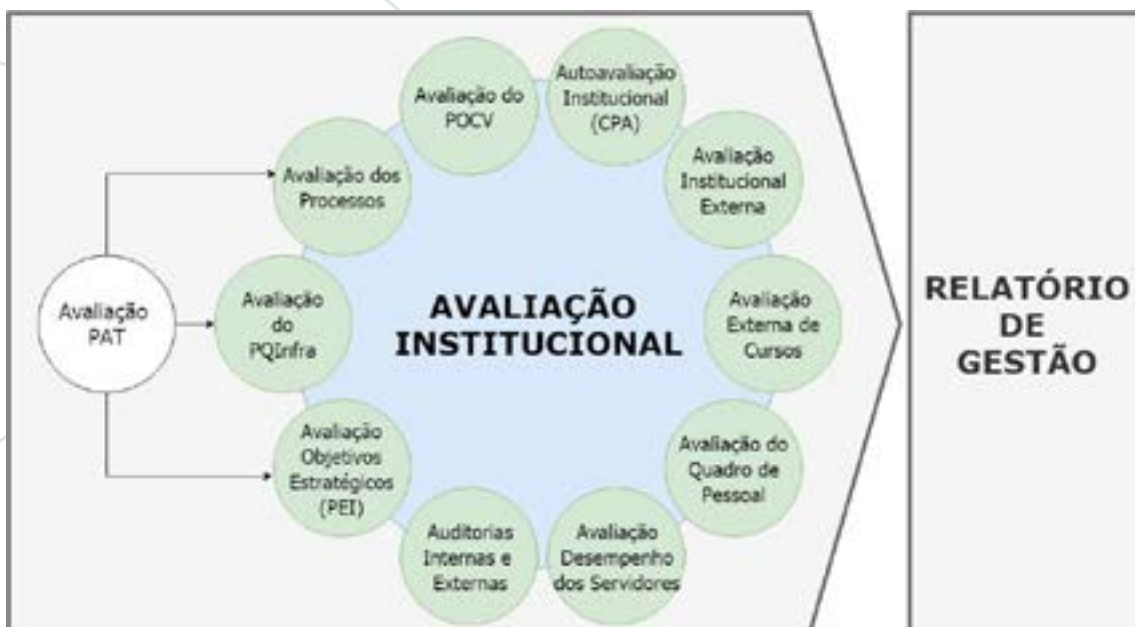 Avaliação do
POCV
Autoavaliação
Institucional
(CPA)
Avaliação
Institucional
Externa
Avaliação
Externa de
Cursos
Avaliação do
Quadro de
Pessoal
Avaliação
Desempenho
dos Servidores
Auditorias
Internas e
Externas
Avaliação
Objetivos
Estratégicos
(PEI)
Avaliação
do
PQInfra
Avaliação dos
Processos
Avaliação
PAT
AVALIAÇÃO
INSTITUCIONAL
RELATÓRIO
DE
GESTÃO